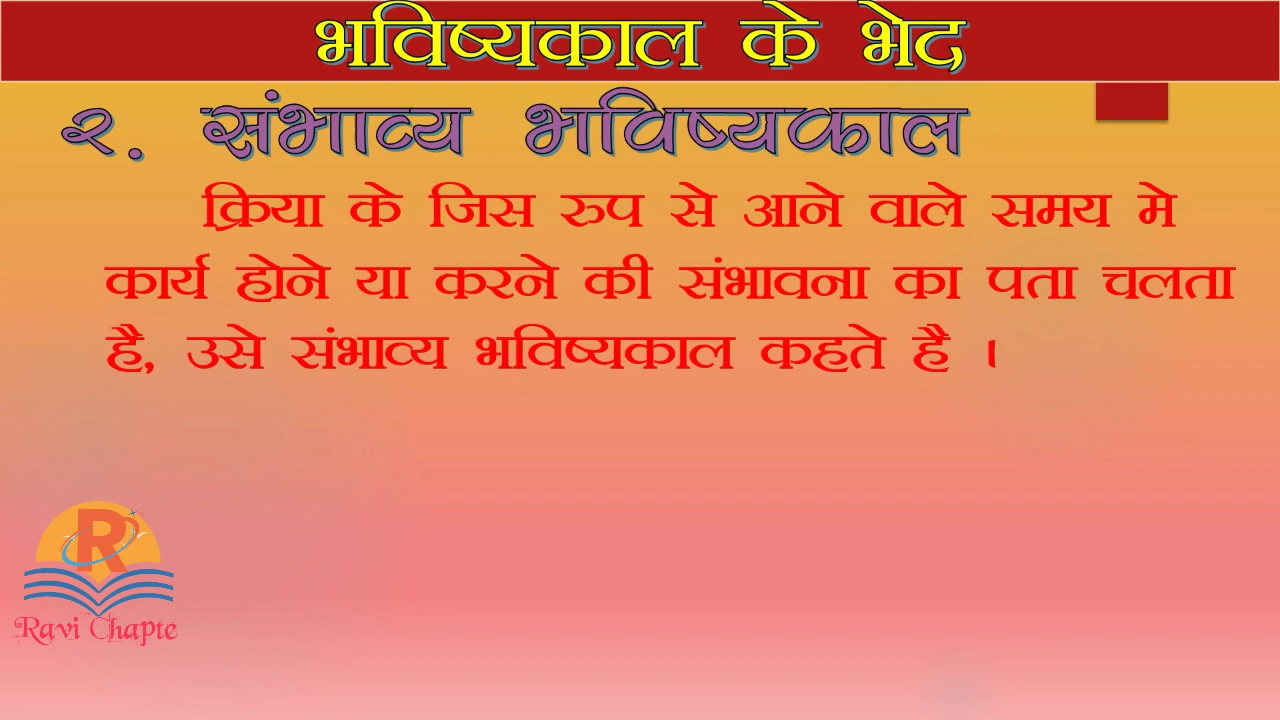 भविष्यकाल के भेद
२. संभाव्य भविष्यकाल
क्रिया के जिस रुप से आने वाले समय मे
कार्य होने या करने की संभावना का पता चलता
है, उसे संभाव्य भविष्यकाल कहते है ।
R
Ravi Chapte